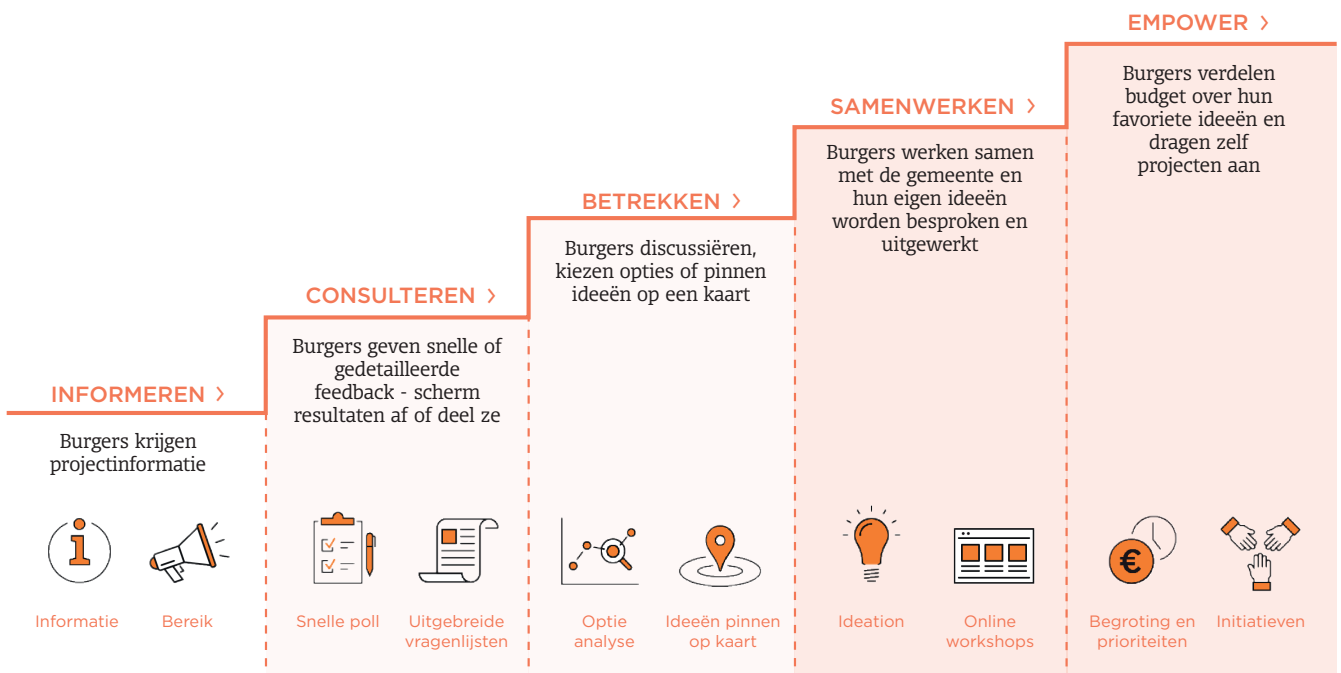 INFORMEREN >
Burgers krijgen
projectinformatie
Informatie
Bereik
CONSULTEREN >
Burgers geven snelle of
gedetailleerde
feedback - scherm
resultaten af of deel ze
Snelle poll
Uitgebreide
vragenlijsten
BETREKKEN >
Burgers discussiëren,
kiezen opties of pinnen
ideeën op een kaart
Optie
analyse
Ideeën pinnen
op kaart
SAMENWERKEN >
Burgers werken samen
met de gemeente en
hun eigen ideeën
worden besproken en
uitgewerkt
Ideation
Online
workshops
EMPOWER >
Burgers verdelen
budget over hun
favoriete ideeën en
dragen zelf
projecten aan
€
Begroting en
prioriteiten
Initiatieven